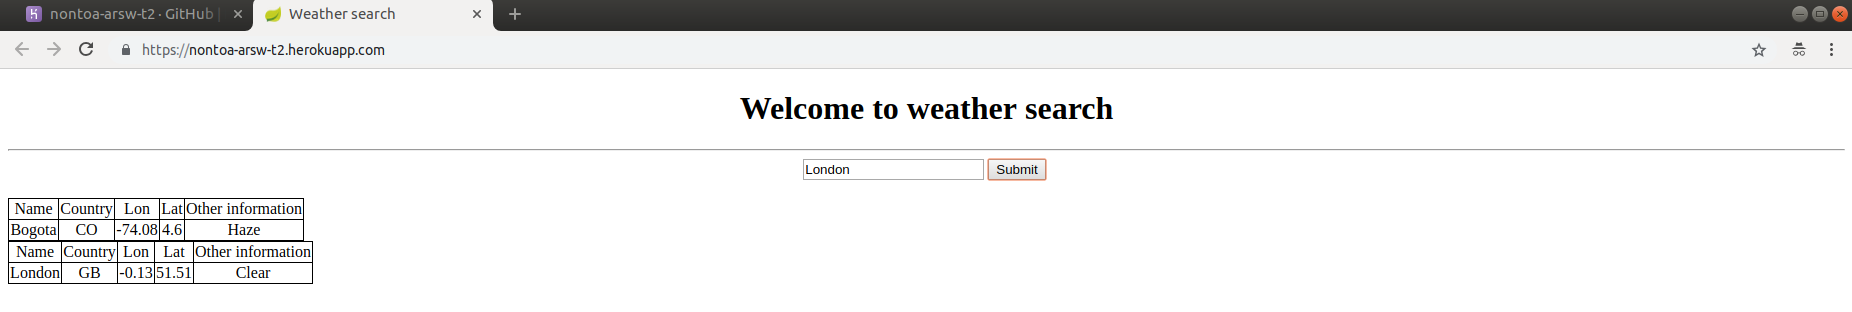 nontoa-arsw-t2 · GitHub
Weather search
https://nontoa-arsw-t2.herokuapp.com
Welcome to weather search
London Submit
Name Country Lon Lat Other information
Bogota CO -74.08 4.6 Haze
Name Country Lon Lat Other information
London GB -0.13 51.51 Clear